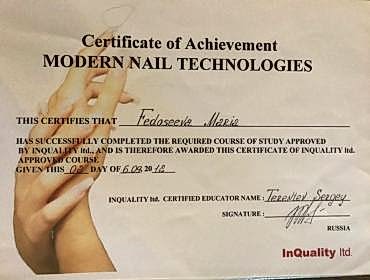 Certificate of Achievement
MODERN NAIL TECHNOLOGIES
THIS CERTIFIES THAT Fedoseeva Maria
HAS SUCCESSFULLY COMPLETED THE REQUIRED COURSE OF STUDY APPROVED
BY INQUALITY ltd., AND IS THEREFORE AWARDED THIS CERTIFICATE OF INQUALITY ltd.
APPROVED COURSE
GIVEN THIS DAY OF 2018
INQUALITY ltd. CERTIFIED EDUCATOR NAME: Terentev Sergey
SIGNATURE:
RUSSIA
InQuality ltd.